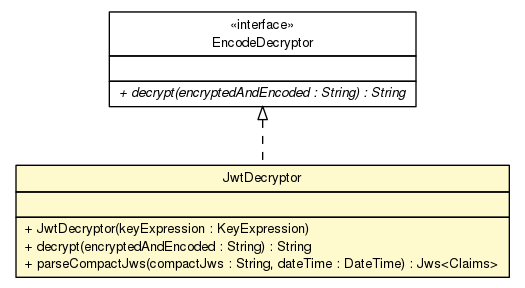 «interface»
EncodeDecryptor
+ decrypt(encryptedAndEncoded : String) : String
JwtDecryptor
+ JwtDecryptor(keyExpression : KeyExpression)
+ decrypt(encryptedAndEncoded : String) : String
+ parseCompactJws(compactJws : String, dateTime : DateTime) : Jws<Claims>